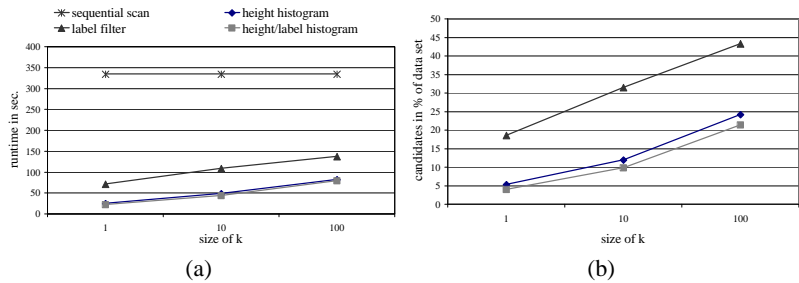 sequential scan
height histogram
label filter
height/label histogram
400
350
300
250
200
150
100
50
0
runtime in sec.
1
10
100
size of k
(a)
50
45
40
35
30
25
20
15
10
5
0
candidates in % of data set
1
10
100
size of k
(b)